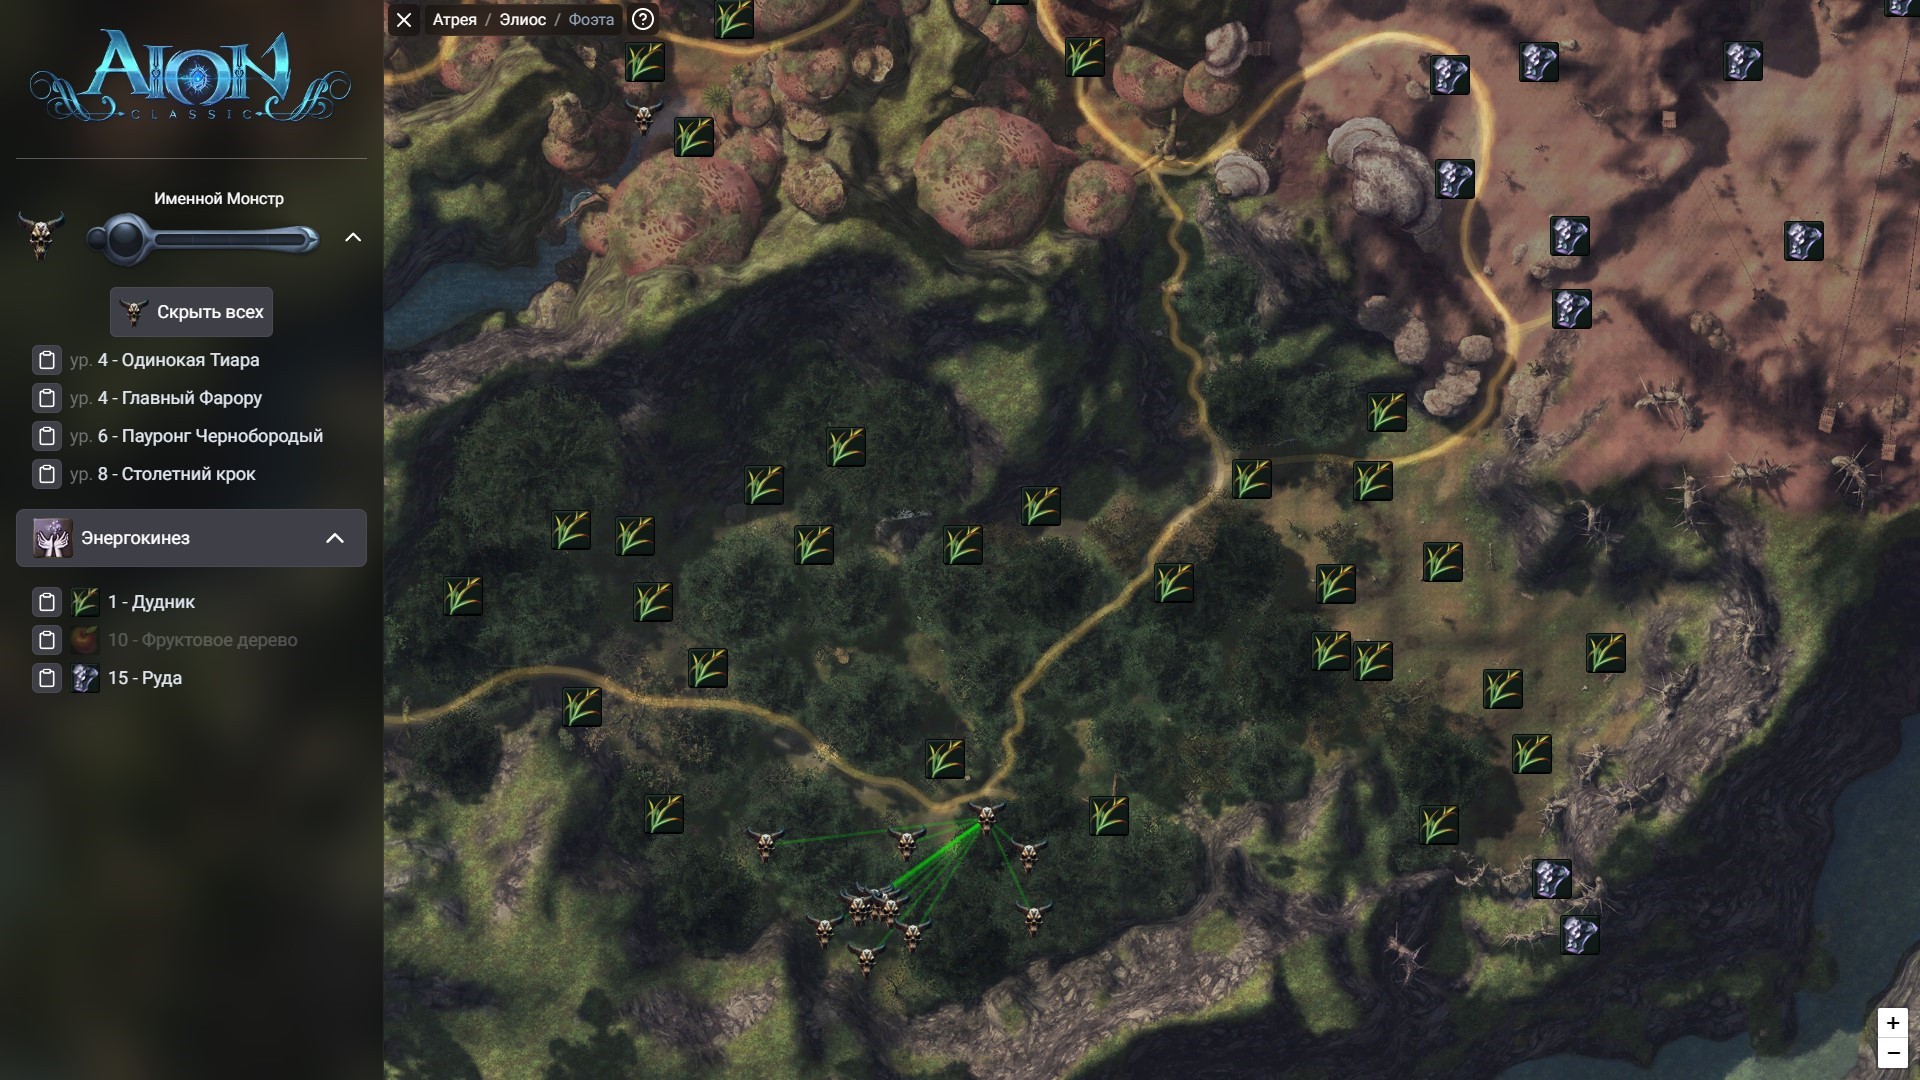 AION
CLASSIC
Атрея / Элиос / Фоэта
Именной Монстр
Скрыть всех
ур. 4 - Одинокая Тиара
ур. 4 - Главный Фарору
ур. 6 - Пауронг Чернобородый
ур. 8 - Столетний крок
Энергокинез
1 - Дудник
10 - Фруктовое дерево
15 - Руда
+
−